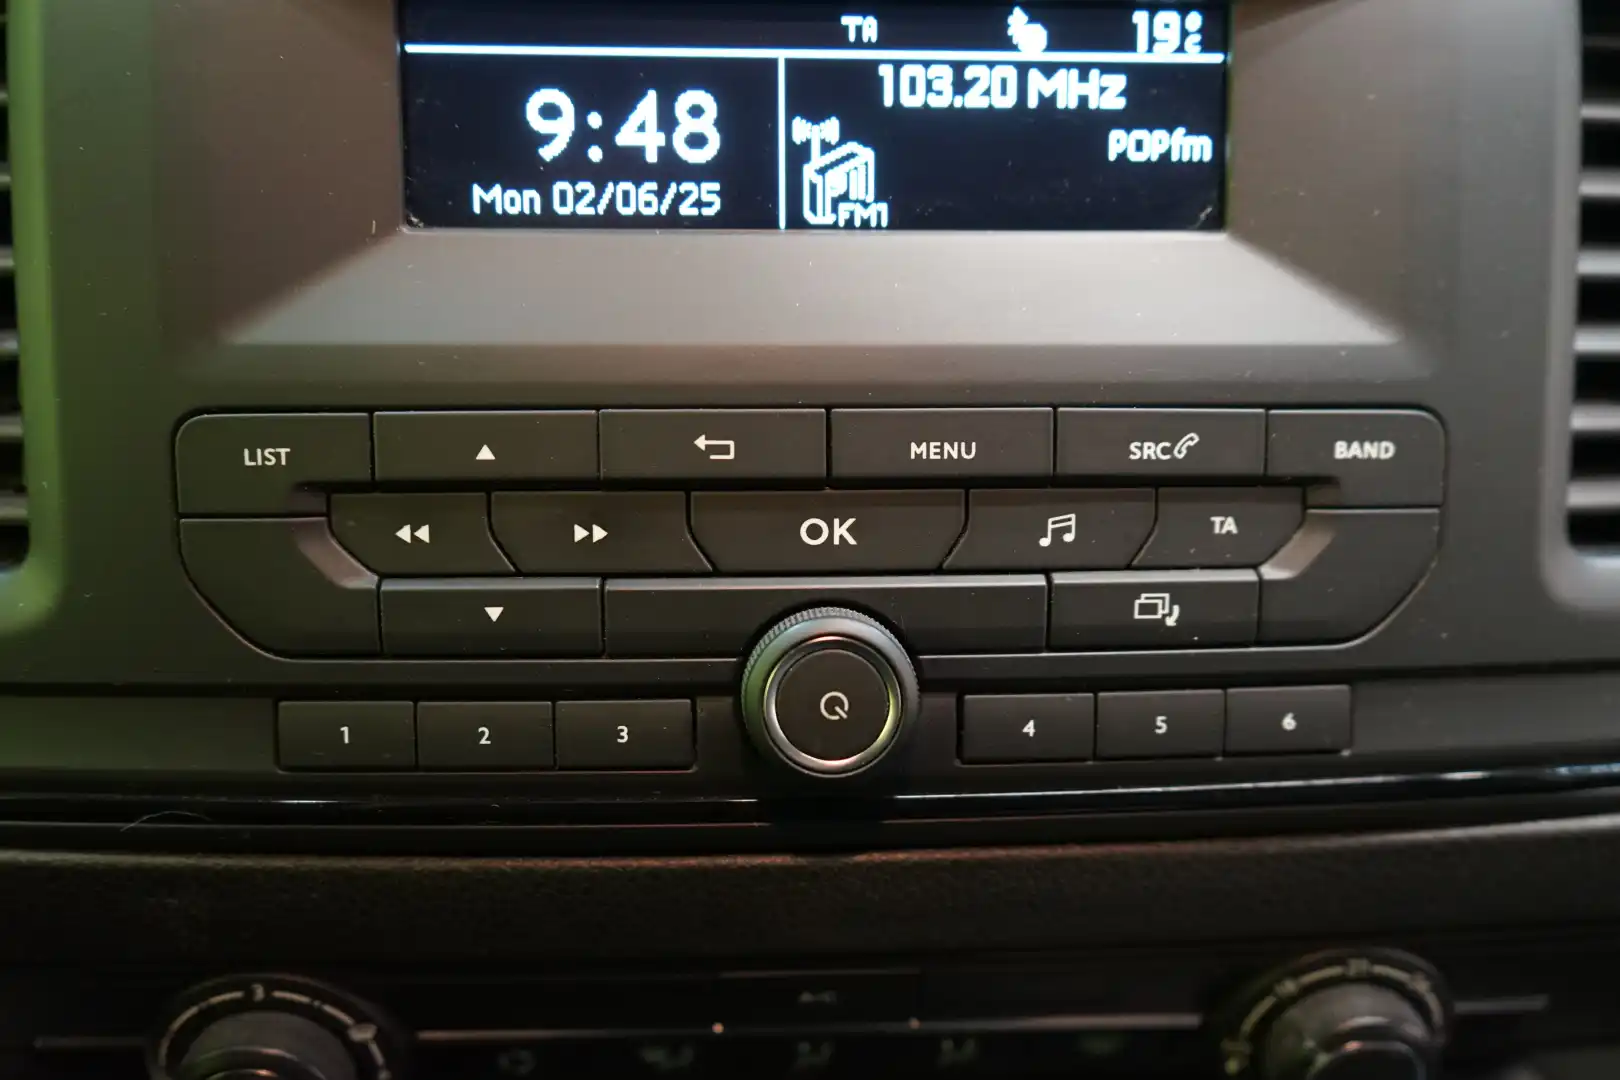 TA 19°C
103.20 MHz
9:48
POPfm
Mon 02/06/25
FM1
LIST MENU SRC BAND
OK TA
1 2 3 4 5 6
3
A/C